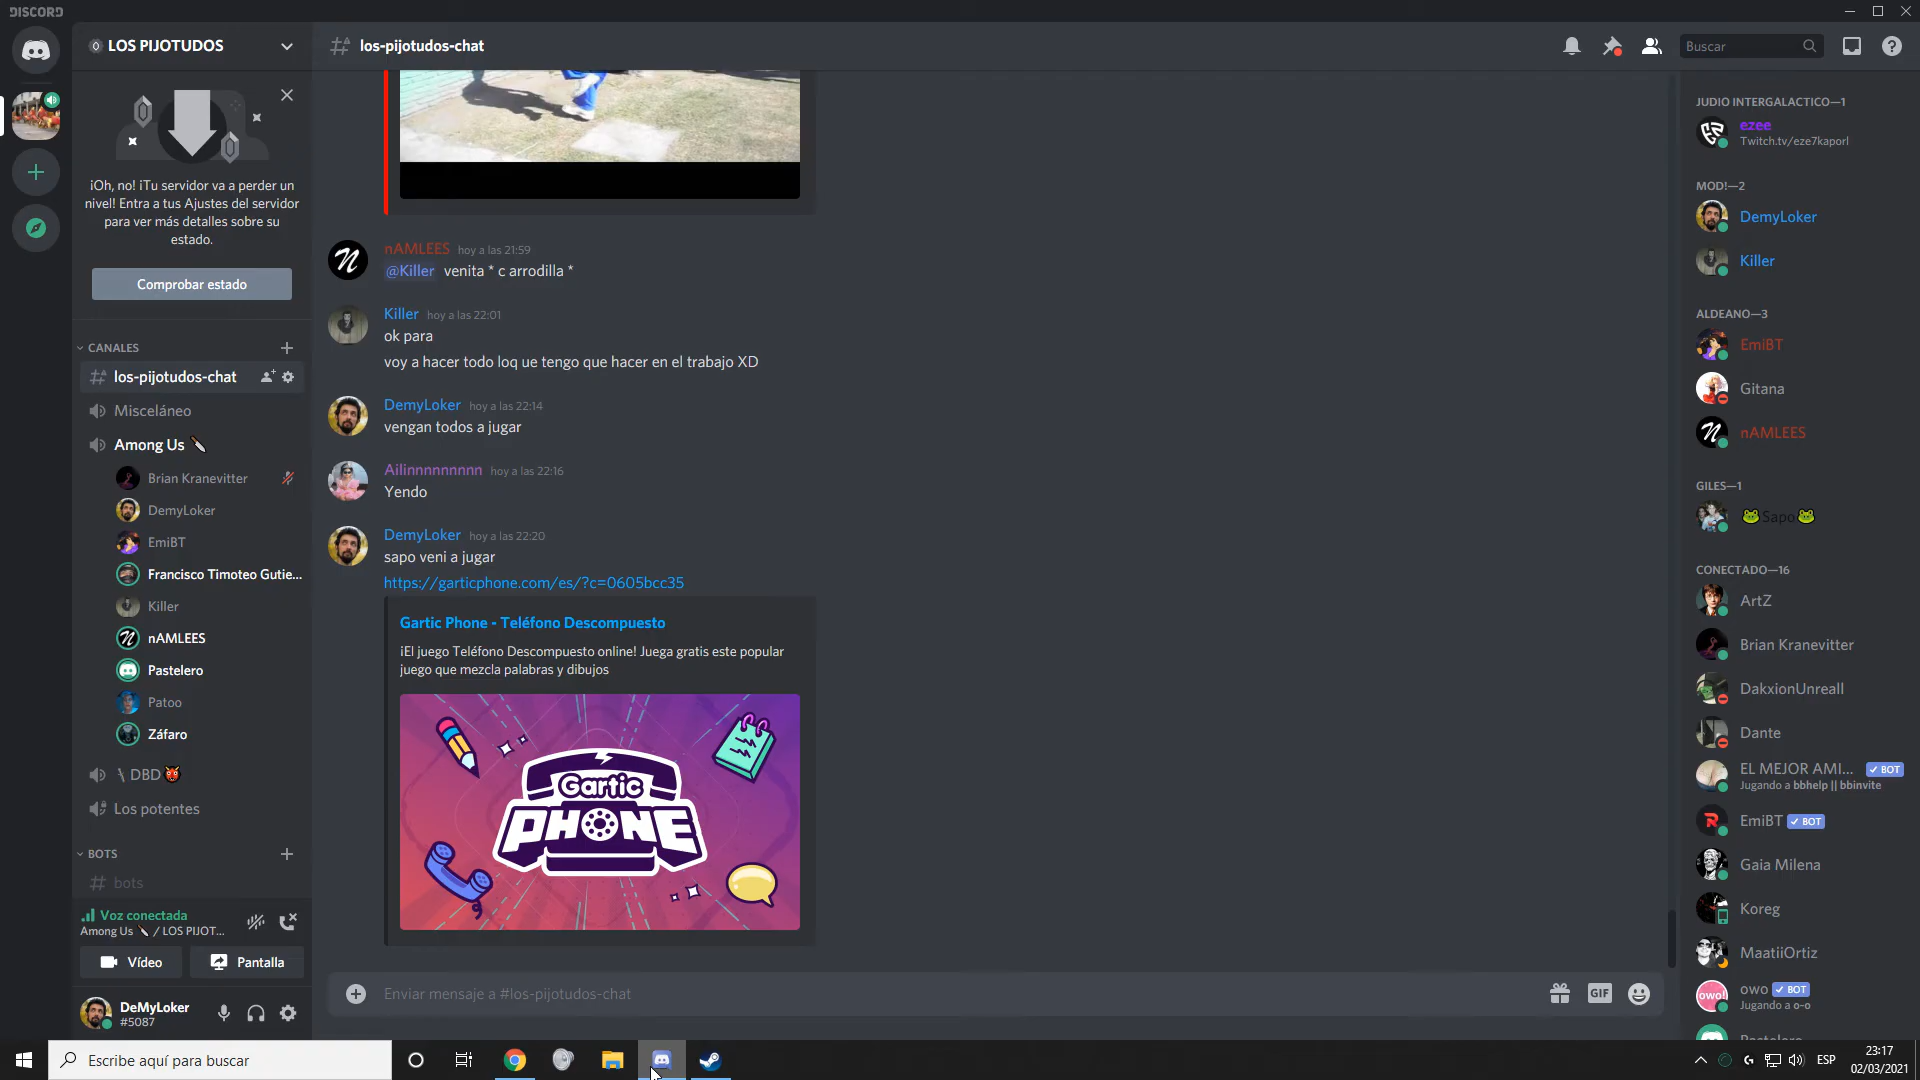 DISCORD
LOS PIJOTUDOS
¡Oh, no! ¡Tu servidor va a perder un
nivel! Entra a tus Ajustes del servidor
para ver más detalles sobre su
estado.
Comprobar estado
CANALES
los-pijotudos-chat
Misceláneo
Among Us 🔪
Brian Kranevitter
DemyLoker
EmiBT
Francisco Timoteo Gutie...
Killer
nAMLEES
Pastelero
Patoo
Záfaro
\ DBD👹
Los potentes
BOTS
bots
Voz conectada
Among Us 🔪 / LOS PIJOT...
Vídeo
Pantalla
DeMyLoker
#5087
los-pijotudos-chat
Buscar
nAMLEES hoy a las 21:59
@Killer venita * c arrodilla *
Killer hoy a las 22:01
ok para
voy a hacer todo loq ue tengo que hacer en el trabajo XD
DemyLoker hoy a las 22:14
vengan todos a jugar
Ailinnnnnnnnn hoy a las 22:16
Yendo
DemyLoker hoy a las 22:20
sapo veni a jugar
https://garticphone.com/es/?c=0605bcc35
Gartic Phone - Teléfono Descompuesto
¡El juego Teléfono Descompuesto online! Juega gratis este popular
juego que mezcla palabras y dibujos
Gartic
PHONE
Enviar mensaje a #los-pijotudos-chat
GIF
JUDIO INTERGALACTICO—1
ezee
Twitch.tv/eze7kaporl
MOD!—2
DemyLoker
Killer
ALDEANO—3
EmiBT
Gitana
nAMLEES
GILES—1
🐸Sapo🐸
CONECTADO—16
ArtZ
Brian Kranevitter
DakxionUnreall
Dante
EL MEJOR AMI... ✓ BOT
Jugando a bbhelp || bbinvite
EmiBT ✓ BOT
Gaia Milena
Koreg
MaatiiOrtiz
owo!
owo ✓ BOT
Jugando a o-o
Pastelero
Escribe aquí para buscar
ESP
23:17
02/03/2021